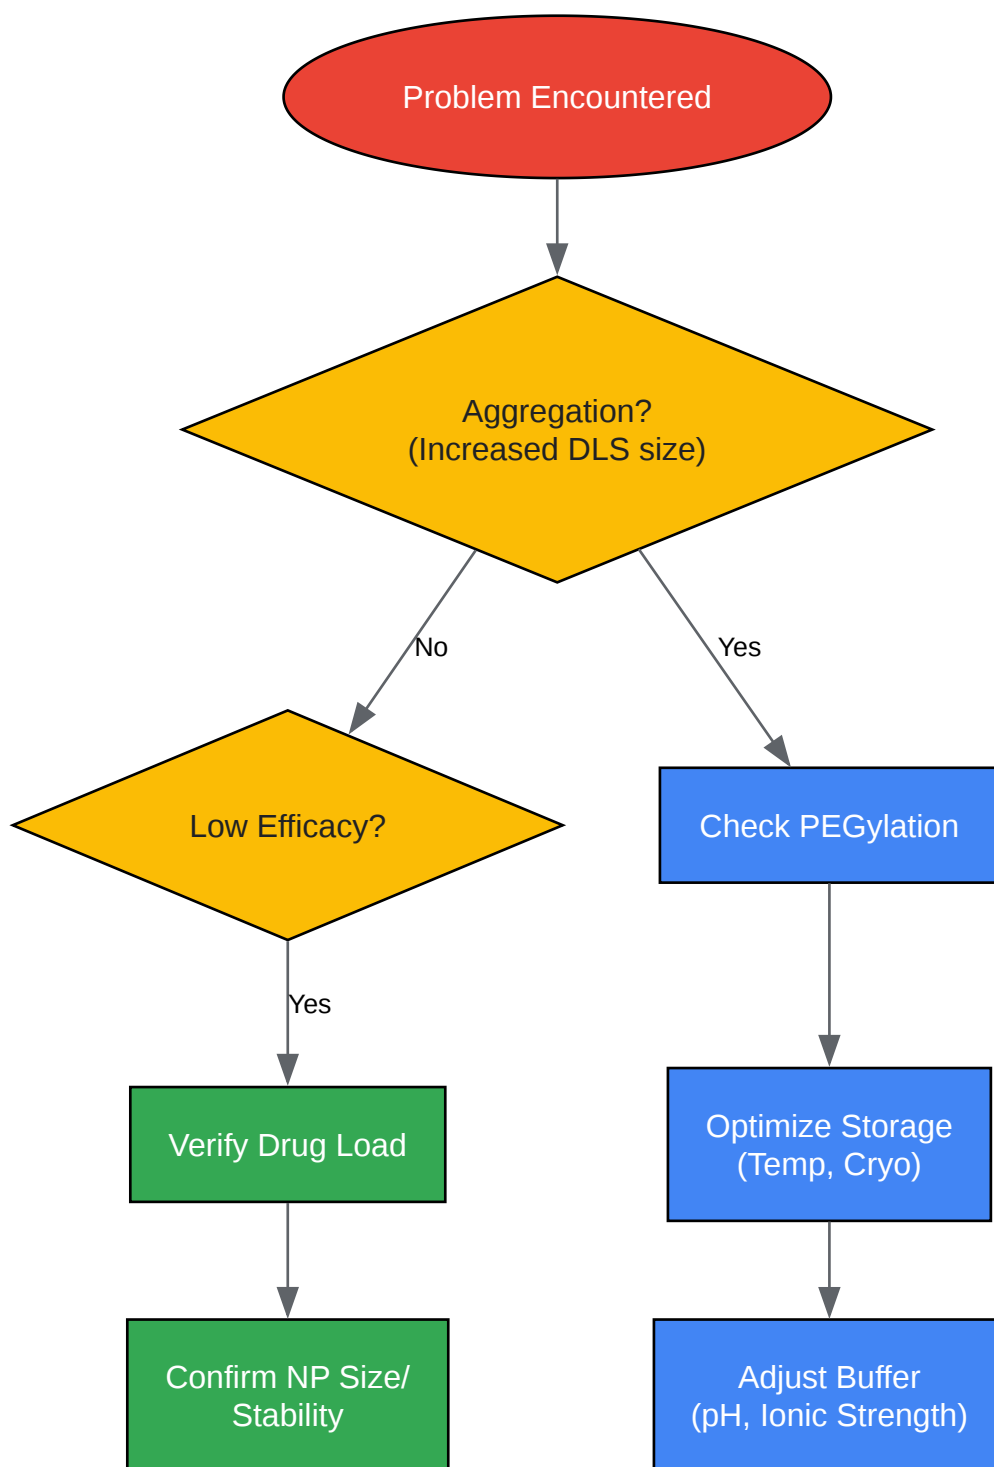 Problem Encountered
Aggregation?
(Increased DLS size)
No
Yes
Low Efficacy?
Check PEGylation
Yes
Verify Drug Load
Optimize Storage
(Temp, Cryo)
Confirm NP Size/
Stability
Adjust Buffer
(pH, Ionic Strength)